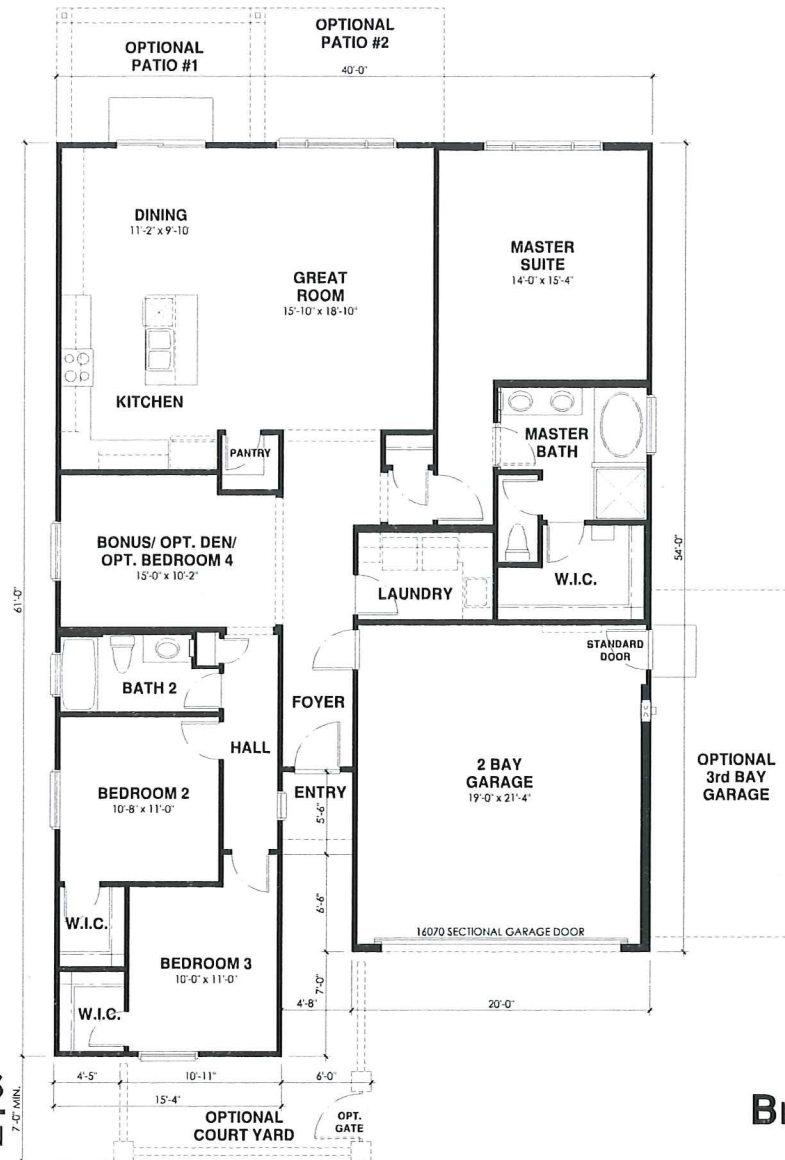 OPTIONAL
PATIO #2
OPTIONAL
PATIO #1
40'-0"
DINING
11'-2" x 9'-10"
GREAT
ROOM
15'-10" x 18'-10"
MASTER
SUITE
14'-0" x 15'-4"
KITCHEN
PANTRY
MASTER
BATH
BONUS/ OPT. DEN/
OPT. BEDROOM 4
15'-0" x 10'-2"
LAUNDRY
W.I.C.
54'-0"
61'-0"
STANDARD
DOOR
BATH 2
FOYER
HALL
2 BAY
GARAGE
19'-0" x 21'-4"
OPTIONAL
3rd BAY
GARAGE
BEDROOM 2
10'-8" x 11'-0"
ENTRY
5'-6"
6'-6"
W.I.C.
16070 SECTIONAL GARAGE DOOR
BEDROOM 3
10'-0" x 11'-0"
7'-0"
4'-8"
20'-0"
W.I.C.
4'-5"
10'-11"
6'-0"
15'-4"
7'-0" MIN.
OPTIONAL
COURT YARD
OPT.
GATE